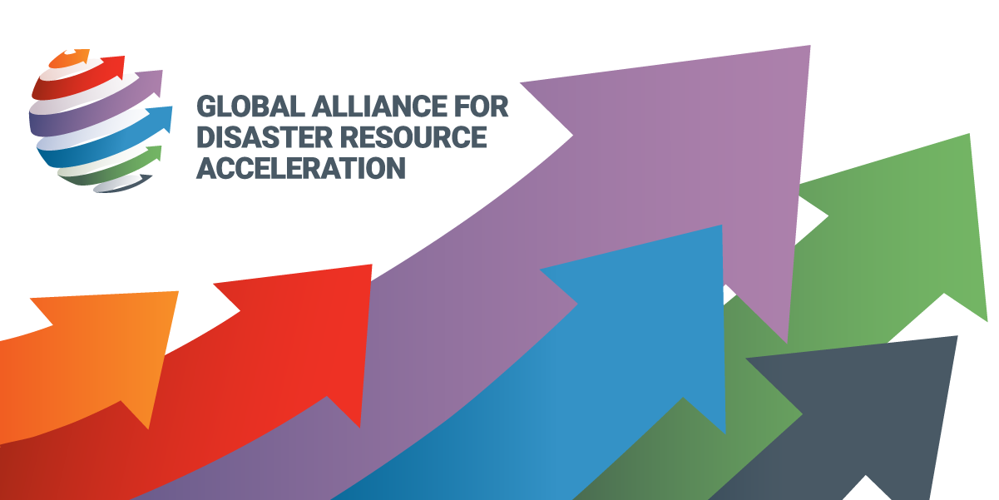 GLOBAL ALLIANCE FOR
DISASTER RESOURCE
ACCELERATION